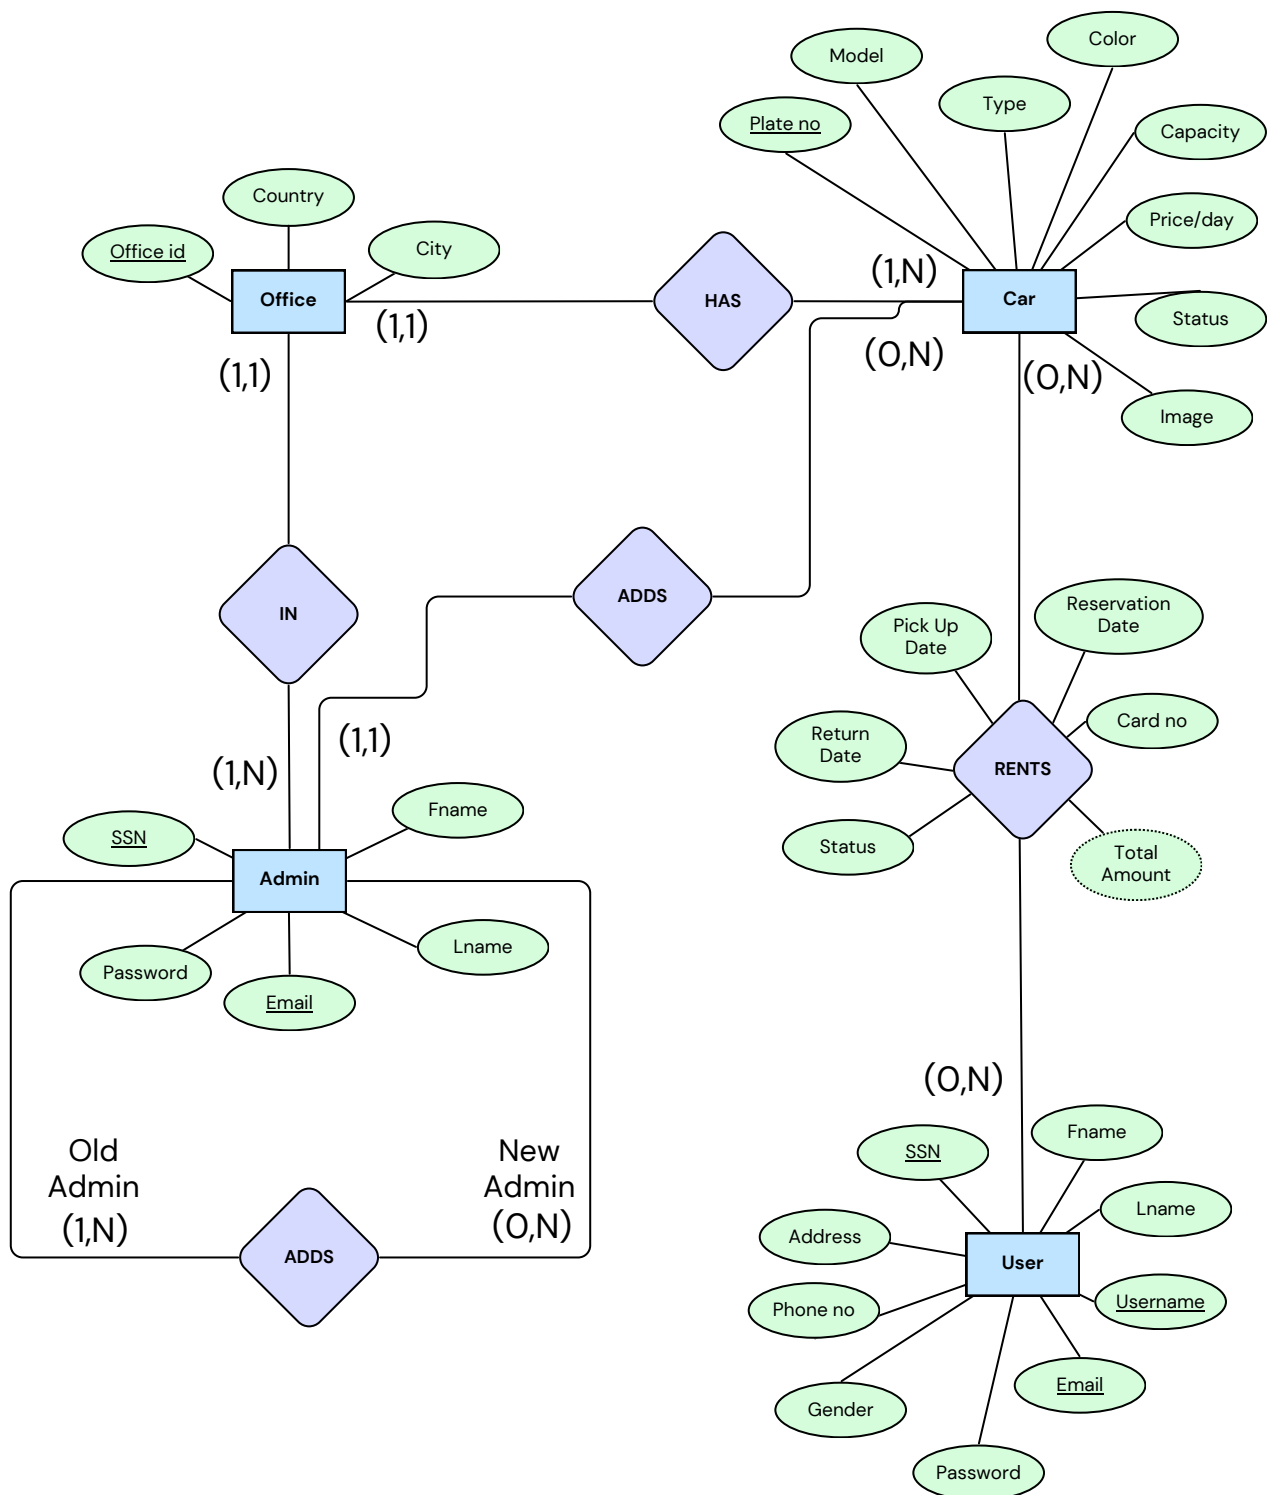 Color
Model
Type
Plate no
Capacity
Country
Price/day
Office id
City
(1,N)
Office
HAS
Car
(1,1)
Status
(0,N)
(1,1)
(0,N)
Image
ADDS
IN
Reservation
Date
Pick Up
Date
Card no
(1,1)
Return
Date
RENTS
(1,N)
Fname
SSN
Status
Total
Amount
Admin
Lname
Password
Email
(0,N)
Old
Admin
(1,N)
New
Admin
(0,N)
ADDS
Fname
SSN
Lname
Address
User
Username
Phone no
Email
Gender
Password